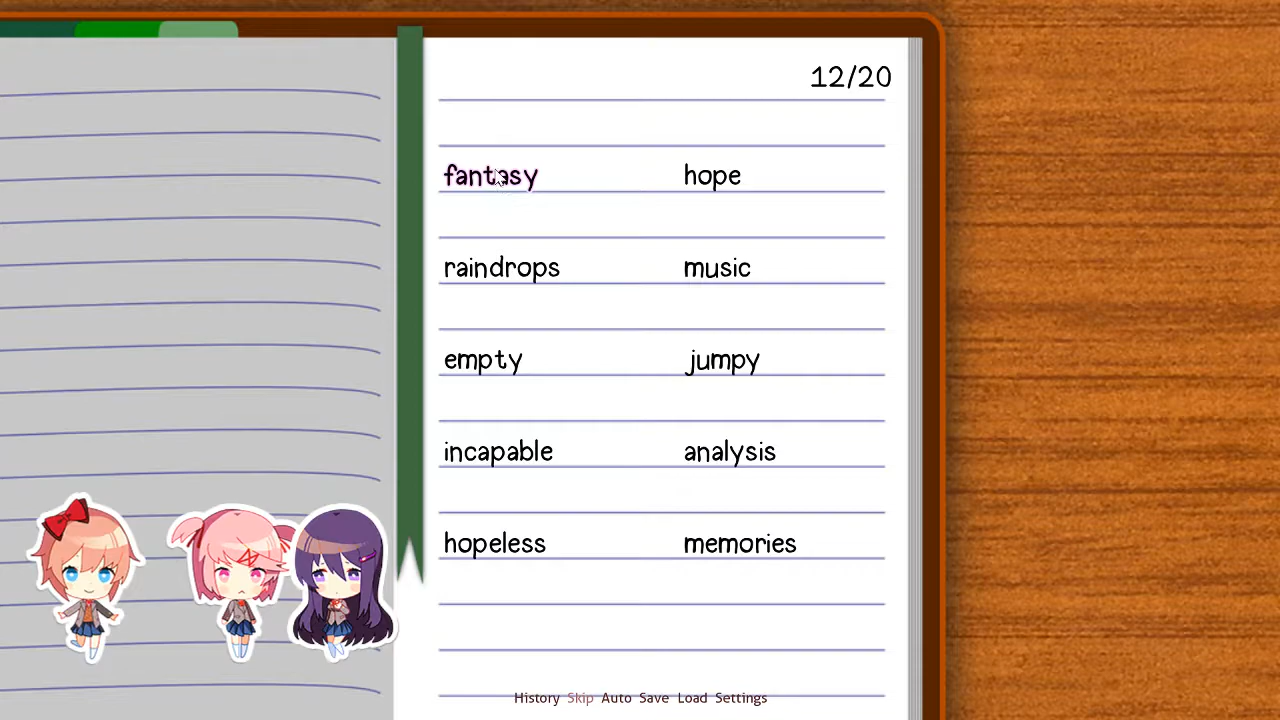 12/20
fantasy hope
raindrops music
empty jumpy
incapable analysis
hopeless memories
History Skip Auto Save Load Settings